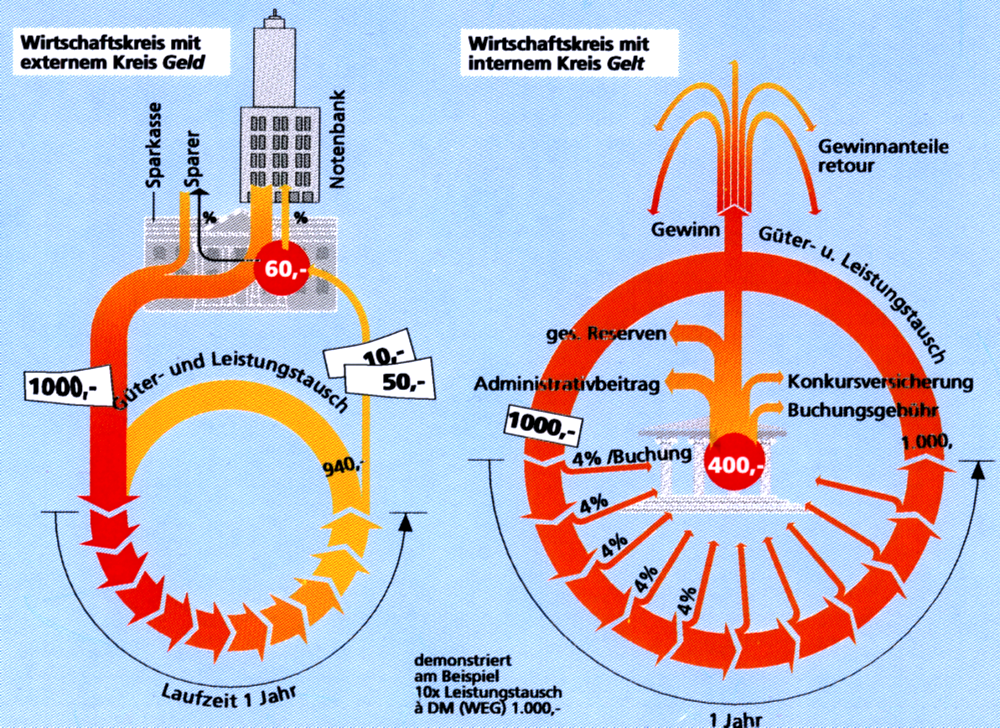 Wirtschaftskreis mit
externem Kreis Geld
Sparkasse
Sparer
Notenbank
%
%
60,-
10,-
50,-
1000,-
Güter- und Leistungstausch
940,-
Laufzeit 1 Jahr
Wirtschaftskreis mit
internem Kreis Gelt
Gewinnanteile
retour
Gewinn
Güter- u. Leistungstausch
ges. Reserven
Administrativbeitrag
Konkursversicherung
Buchungsgebühr
1000,-
1.000,
4% /Buchung
400,-
4%
4%
4%
4%
1 Jahr
demonstriert
am Beispiel
10x Leistungstausch
à DM (WEG) 1.000,-